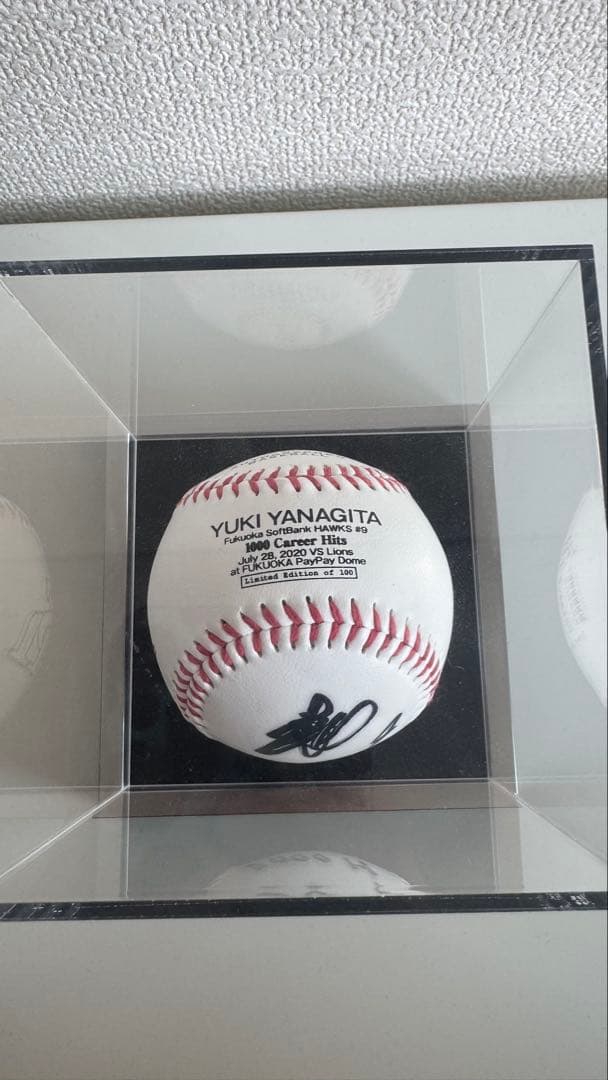 YUKI YANAGITA
Fukuoka SoftBank HAWKS #9
1000 Career Hits
July 28, 2020 VS Lions
at FUKUOKA PayPay Dome
Limited Edition of 100